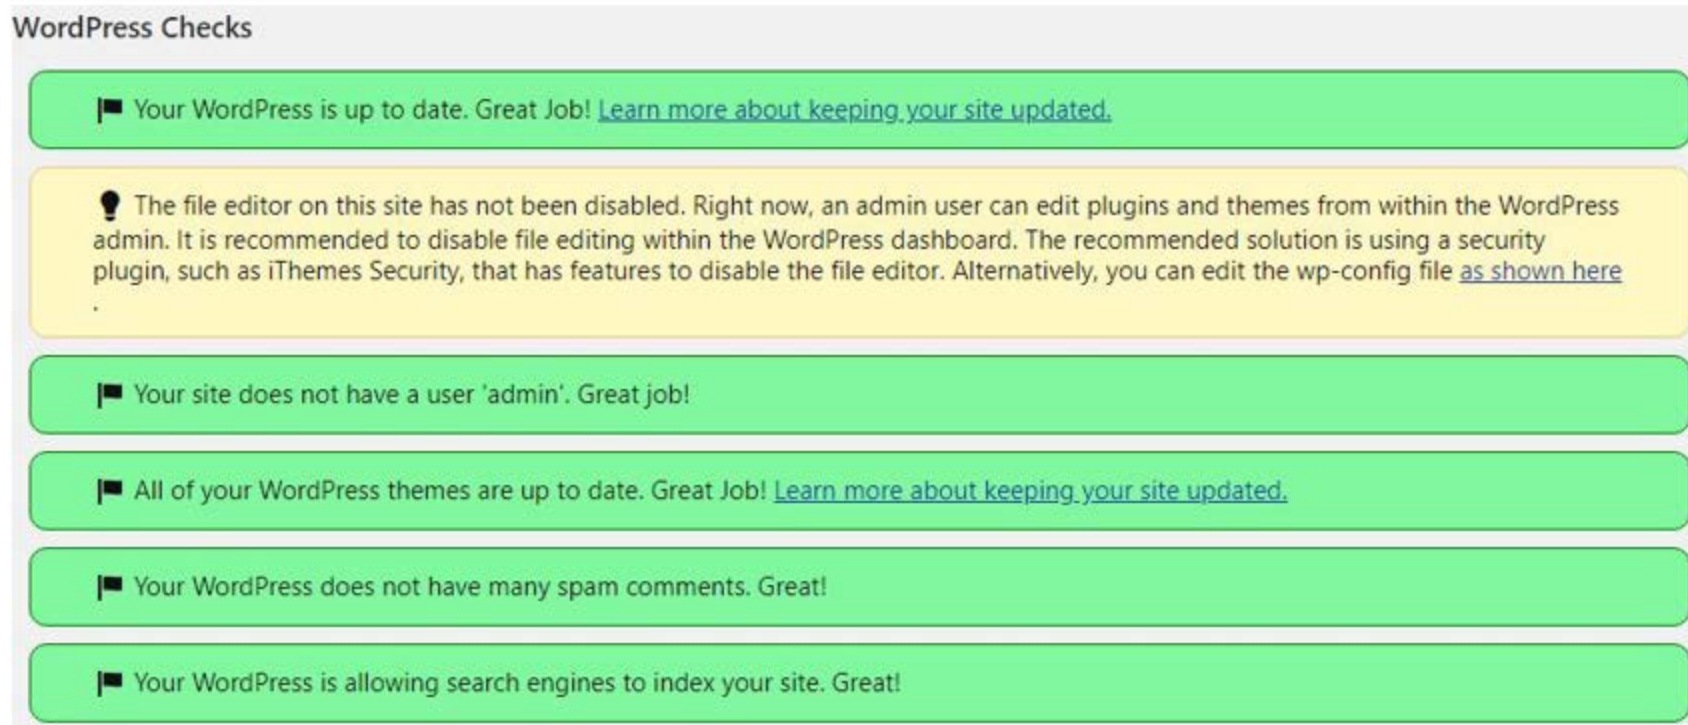 WordPress Checks
Your WordPress is up to date. Great Job! Learn more about keeping your site updated.
The file editor on this site has not been disabled. Right now, an admin user can edit plugins and themes from within the WordPress
admin. It is recommended to disable file editing within the WordPress dashboard. The recommended solution is using a security
plugin, such as iThemes Security, that has features to disable the file editor. Alternatively, you can edit the wp-config file as shown here
.
Your site does not have a user 'admin'. Great job!
All of your WordPress themes are up to date. Great Job! Learn more about keeping your site updated.
Your WordPress does not have many spam comments. Great!
Your WordPress is allowing search engines to index your site. Great!